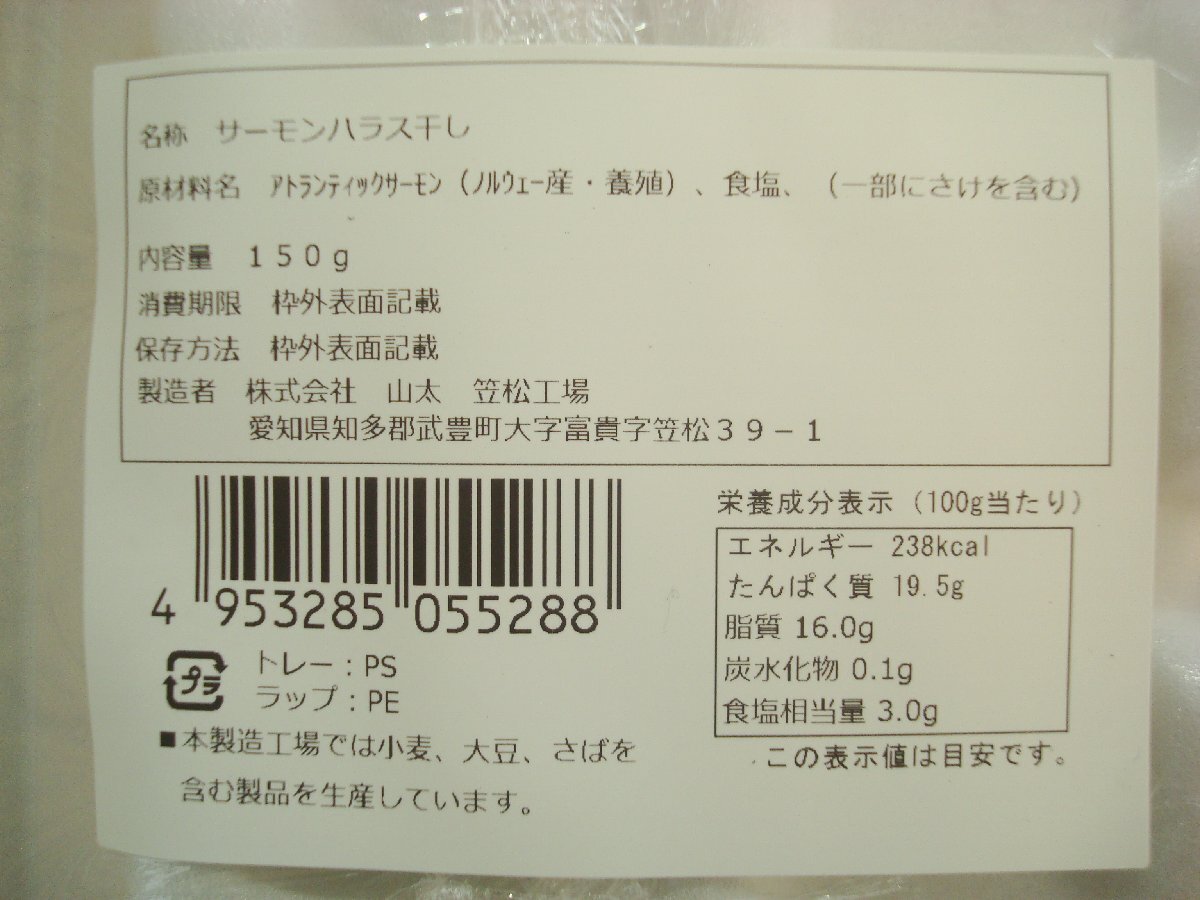 名称　サーモンハラス干し
原材料名　ｱﾄﾗﾝﾃｨｯｸｻｰﾓﾝ（ﾉﾙｳｪｰ産・養殖）、食塩、（一部にさけを含む）
内容量　１５０ｇ
消費期限　枠外表面記載
保存方法　枠外表面記載
製造者　株式会社　山太　笠松工場
愛知県知多郡武豊町大字富貴字笠松３９－１
4 953285 055288
栄養成分表示（100g当たり）
エネルギー 238kcal
たんぱく質 19.5g
脂質 16.0g
炭水化物 0.1g
食塩相当量 3.0g
この表示値は目安です。
プラ
トレー：PS
ラップ：PE
■本製造工場では小麦、大豆、さばを
含む製品を生産しています。